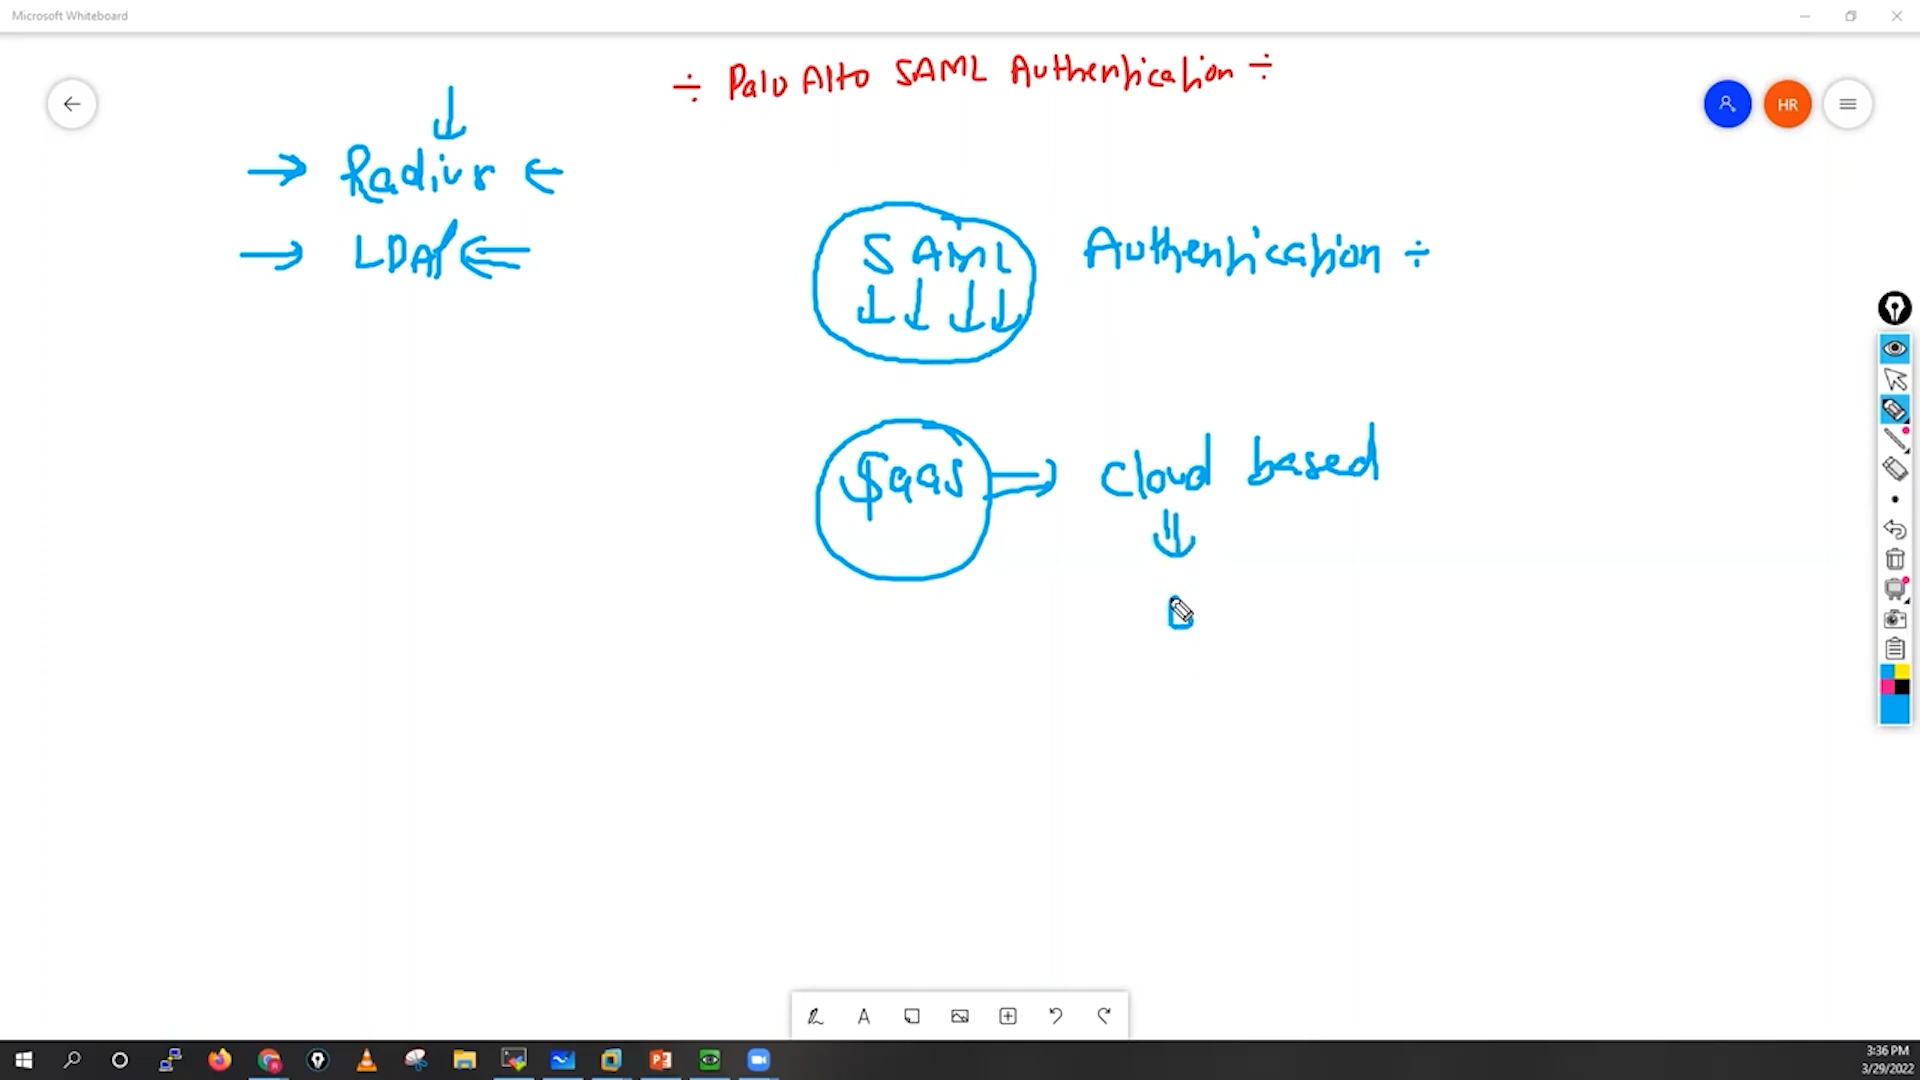 Microsoft Whiteboard
÷ Palo Alto SAML Authentication ÷
HR
→ Radius ←
→ LDAP ⇐
SAML Authentication ÷
Saas → Cloud based
3:36 PM
3/29/2022